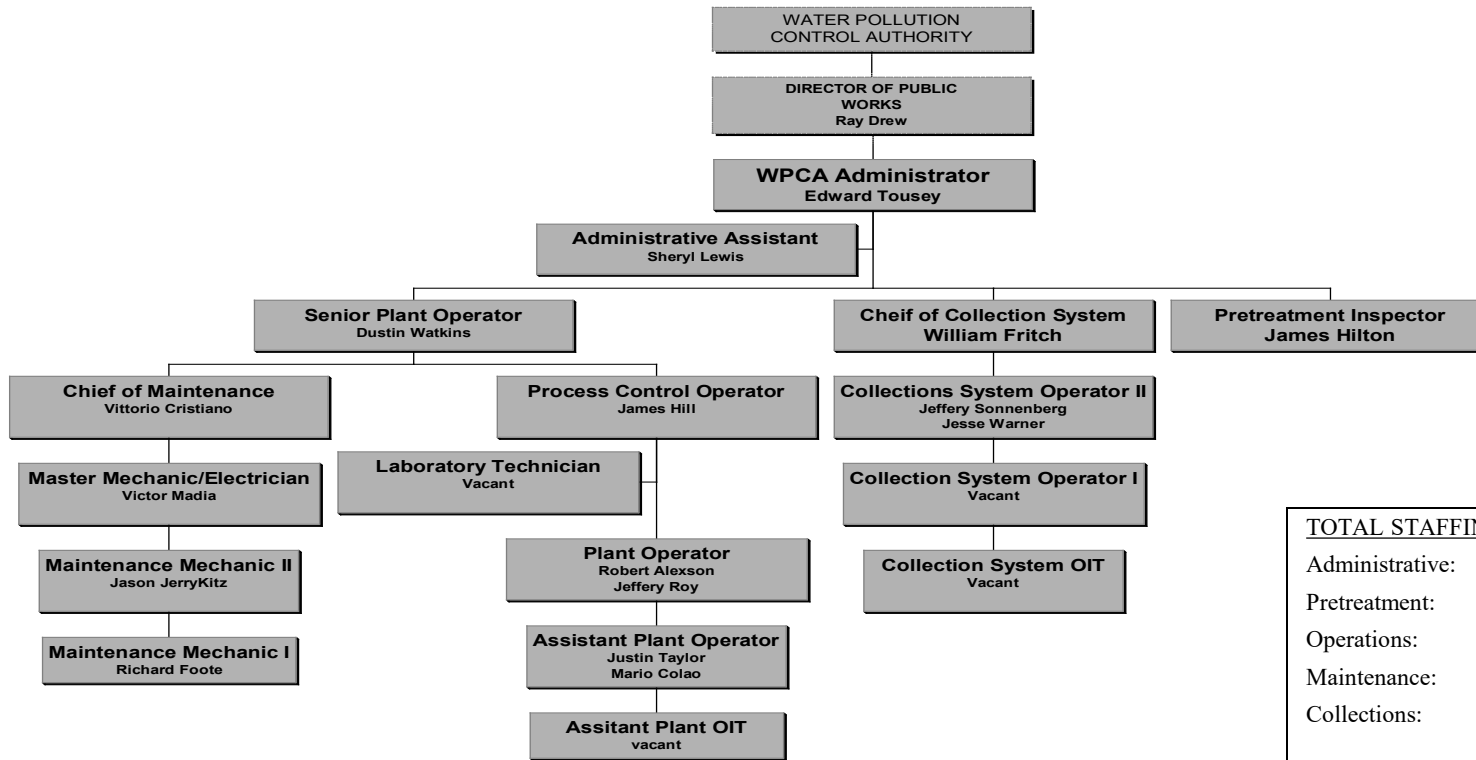 WATER POLLUTION
CONTROL AUTHORITY
DIRECTOR OF PUBLIC
WORKS
Ray Drew
WPCA Administrator
Edward Tousey
Administrative Assistant
Sheryl Lewis
Senior Plant Operator
Dustin Watkins
Cheif of Collection System
William Fritch
Pretreatment Inspector
James Hilton
Chief of Maintenance
Vittorio Cristiano
Process Control Operator
James Hill
Collections System Operator II
Jeffery Sonnenberg
Jesse Warner
Master Mechanic/Electrician
Victor Madia
Laboratory Technician
Vacant
Collection System Operator I
Vacant
Maintenance Mechanic II
Jason JerryKitz
Plant Operator
Robert Alexson
Jeffery Roy
Collection System OIT
Vacant
Maintenance Mechanic I
Richard Foote
Assistant Plant Operator
Justin Taylor
Mario Colao
Assitant Plant OIT
vacant
TOTAL
Administrative:
Pretreatment:
Operations:
Maintenance:
Collections: